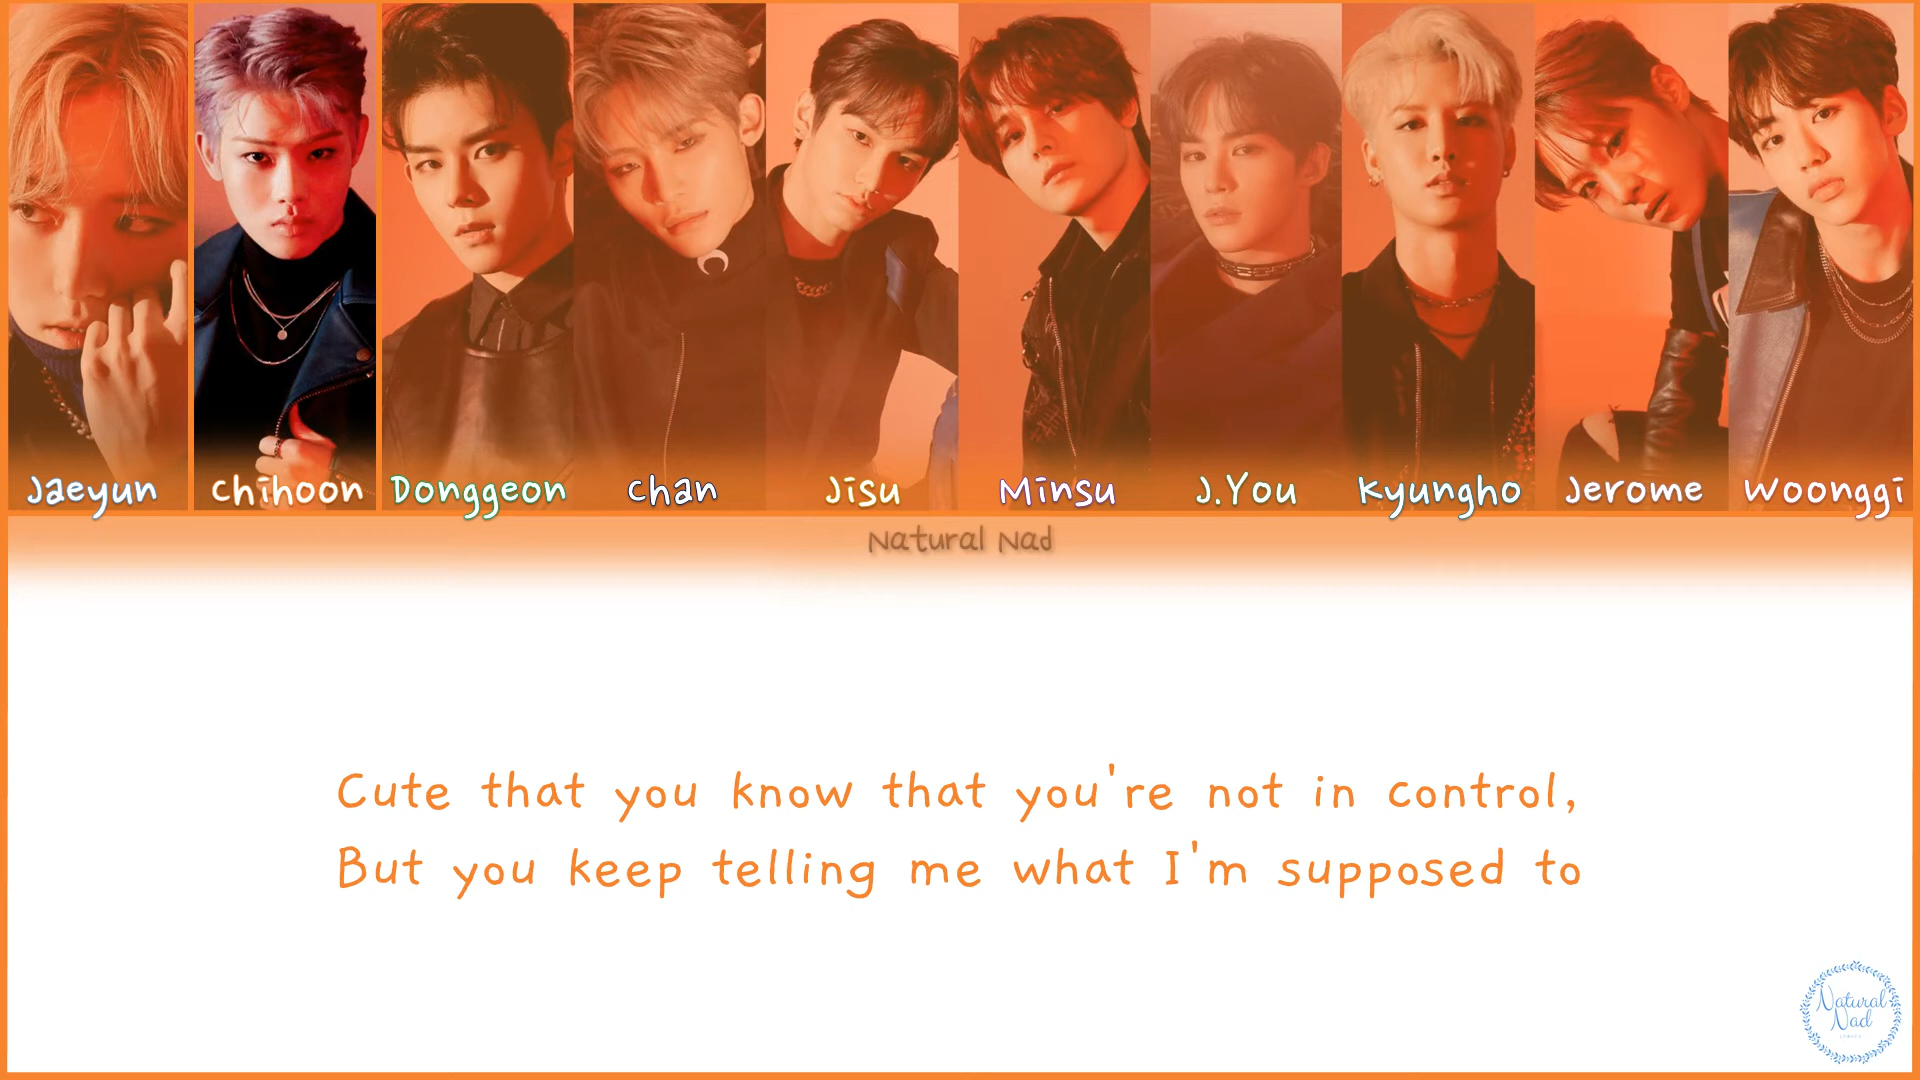 Jaeyun
Chihoon
Donggeon
Chan
Jisu
Minsu
J.You
Kyungho
Jerome
Woonggi
Natural Nad
Cute that you know that you're not in control,
But you keep telling me what I'm supposed to
Natural
Nad